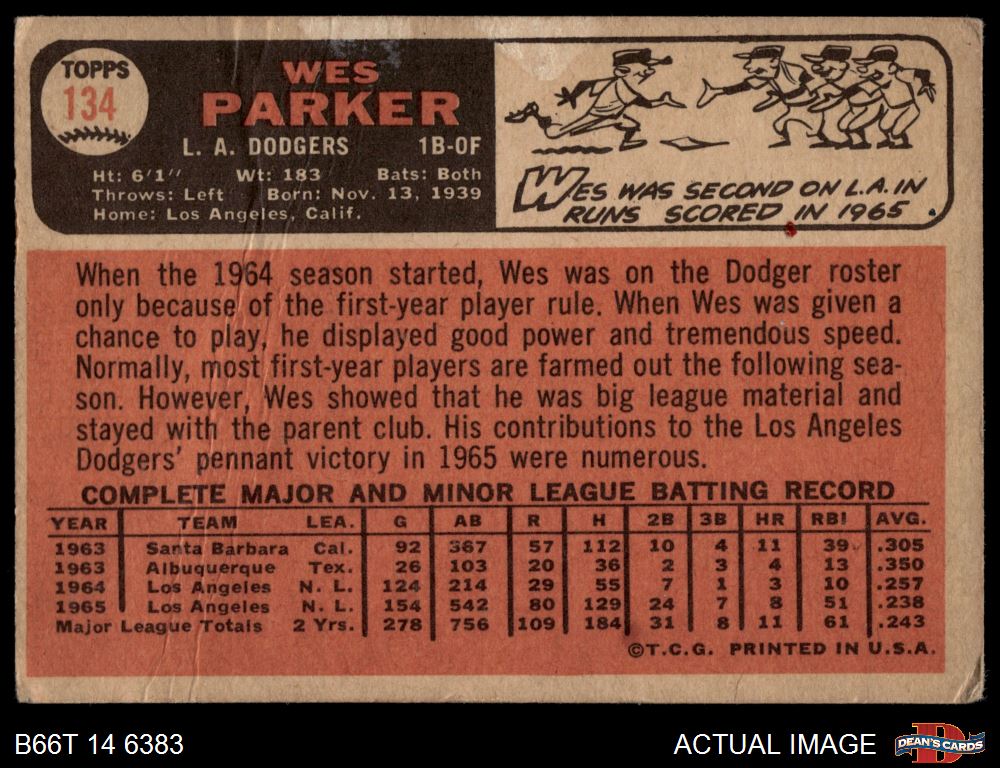 TOPPS
134
WES
PARKER
L. A. DODGERS 1B-OF
Ht: 6'1" Wt: 183 Bats: Both
Throws: Left Born: Nov. 13, 1939
Home: Los Angeles, Calif.
WES WAS SECOND ON L.A. IN
RUNS SCORED IN 1965
When the 1964 season started, Wes was on the Dodger roster
only because of the first-year player rule. When Wes was given a
chance to play, he displayed good power and tremendous speed.
Normally, most first-year players are farmed out the following sea-
son. However, Wes showed that he was big league material and
stayed with the parent club. His contributions to the Los Angeles
Dodgers' pennant victory in 1965 were numerous.
COMPLETE MAJOR AND MINOR LEAGUE BATTING RECORD
YEAR TEAM LEA. G AB R H 2B 3B HR RBI AVG.
1963 Santa Barbara Cal. 92 367 57 112 10 4 11 39 .305
1963 Albuquerque Tex. 26 103 20 36 2 3 4 13 .350
1964 Los Angeles N. L. 124 214 29 55 7 1 3 10 .257
1965 Los Angeles N. L. 154 542 80 129 24 7 8 51 .238
Major League Totals 2 Yrs. 278 756 109 184 31 8 11 61 .243
©T.C.G. PRINTED IN U.S.A.
B66T 14 6383
ACTUAL IMAGE
D
DEAN'S CARDS